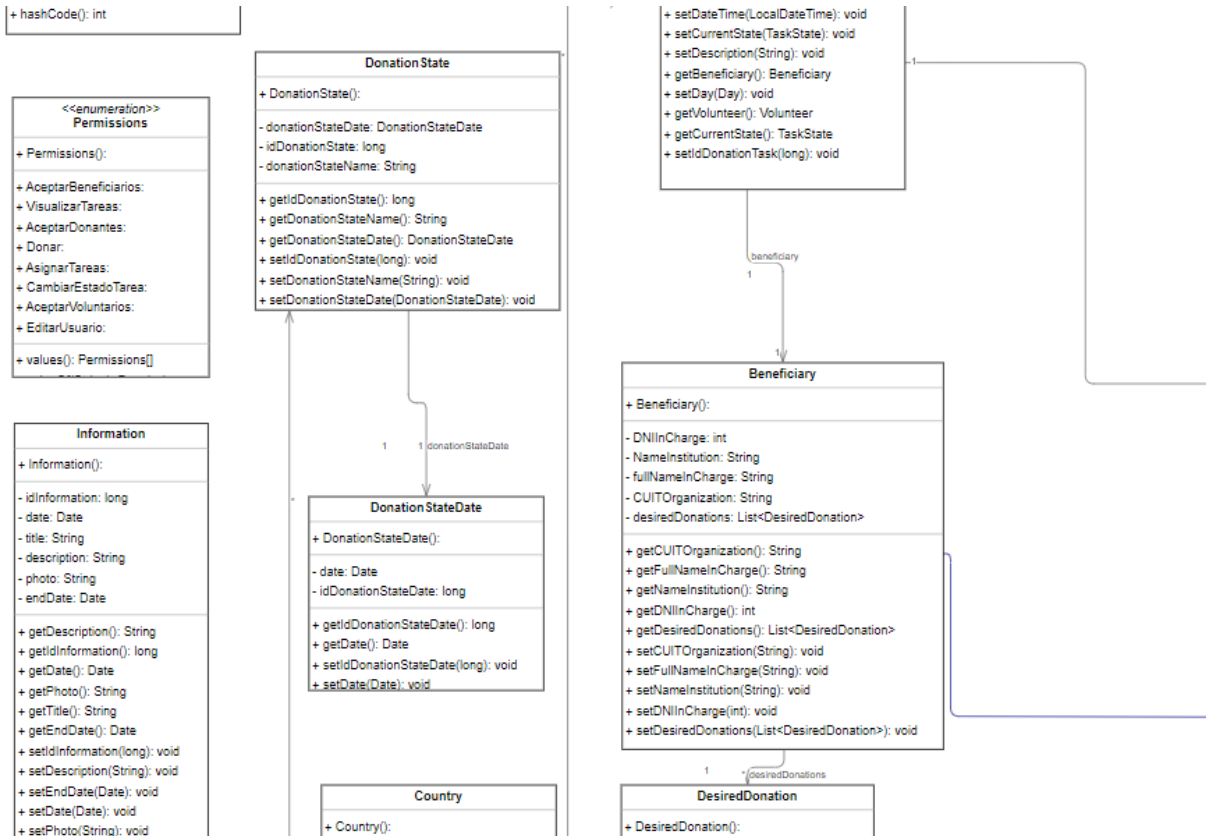 + hashCode(): int
<<enumeration>>
Permissions
+ Permissions():
+ AceptarBeneficiarios:
+ VisualizarTareas:
+ AceptarDonantes:
+ Donar:
+ AsignarTareas:
+ CambiarEstadoTarea:
+ AceptarVoluntarios:
+ EditarUsuario:
+ values(): Permissions[]
Information
+ Information():
- idInformation: long
- date: Date
- title: String
- description: String
- photo: String
- endDate: Date
+ getDescription(): String
+ getIdInformation(): long
+ getDate(): Date
+ getPhoto(): String
+ getTitle(): String
+ getEndDate(): Date
+ setIdInformation(long): void
+ setDescription(String): void
+ setEndDate(Date): void
+ setDate(Date): void
+ setPhoto(String): void
DonationState
+ DonationState():
- donationStateDate: DonationStateDate
- idDonationState: long
- donationStateName: String
+ getIdDonationState(): long
+ getDonationStateName(): String
+ getDonationStateDate(): DonationStateDate
+ setIdDonationState(long): void
+ setDonationStateName(String): void
+ setDonationStateDate(DonationStateDate): void
*
1 1 donationStateDate
*
DonationStateDate
+ DonationStateDate():
- date: Date
- idDonationStateDate: long
+ getIdDonationStateDate(): long
+ getDate(): Date
+ setIdDonationStateDate(long): void
+ setDate(Date): void
Country
+ Country():
+ setDateTime(LocalDateTime): void
+ setCurrentState(TaskState): void
+ setDescription(String): void
+ getBeneficiary(): Beneficiary
+ setDay(Day): void
+ getVolunteer(): Volunteer
+ getCurrentState(): TaskState
+ setIdDonationTask(long): void
1
beneficiary
1
1
Beneficiary
+ Beneficiary():
- DNIInCharge: int
- NameInstitution: String
- fullNameInCharge: String
- CUITOrganization: String
- desiredDonations: List<DesiredDonation>
+ getCUITOrganization(): String
+ getFullNameInCharge(): String
+ getNameInstitution(): String
+ getDNIInCharge(): int
+ getDesiredDonations(): List<DesiredDonation>
+ setCUITOrganization(String): void
+ setFullNameInCharge(String): void
+ setNameInstitution(String): void
+ setDNIInCharge(int): void
+ setDesiredDonations(List<DesiredDonation>): void
1 * desiredDonations
DesiredDonation
+ DesiredDonation():